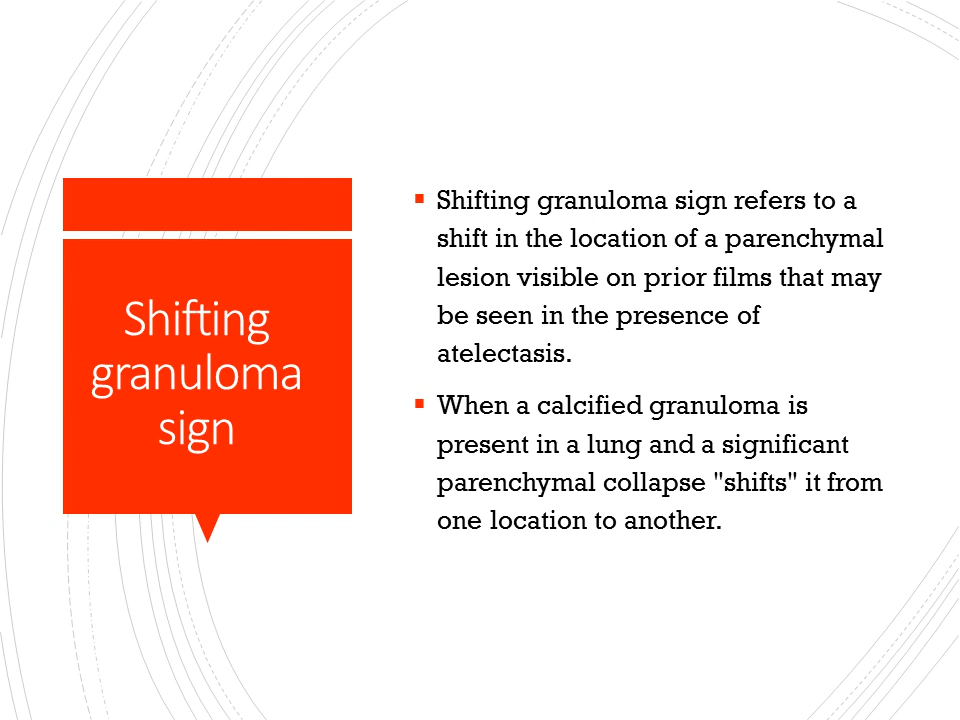 Shifting
granuloma
sign
▪ Shifting granuloma sign refers to a
shift in the location of a parenchymal
lesion visible on prior films that may
be seen in the presence of
atelectasis.
▪ When a calcified granuloma is
present in a lung and a significant
parenchymal collapse "shifts" it from
one location to another.